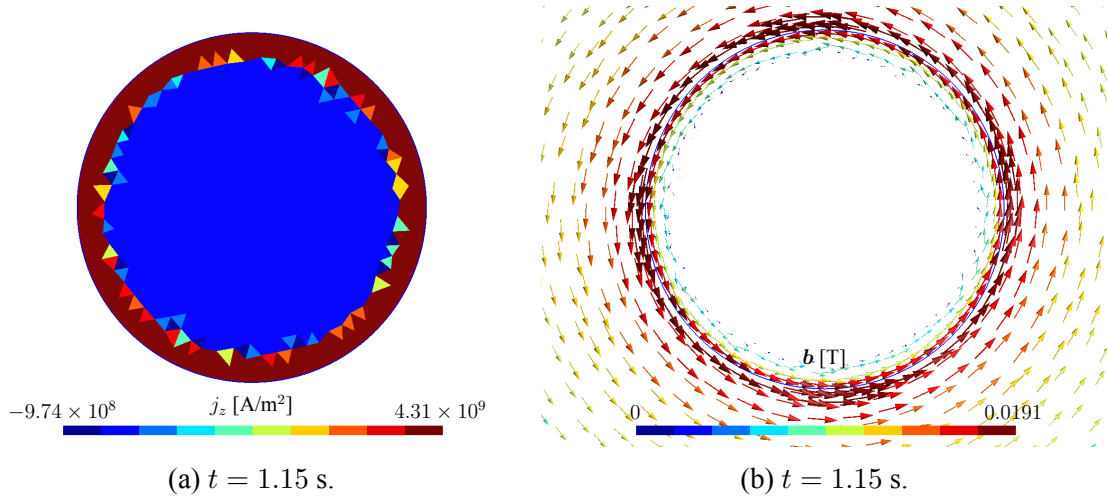 −9.74 × 10⁸ j_z [A/m²] 4.31 × 10⁹
b [T]
0 0.0191
(a) t = 1.15 s. (b) t = 1.15 s.